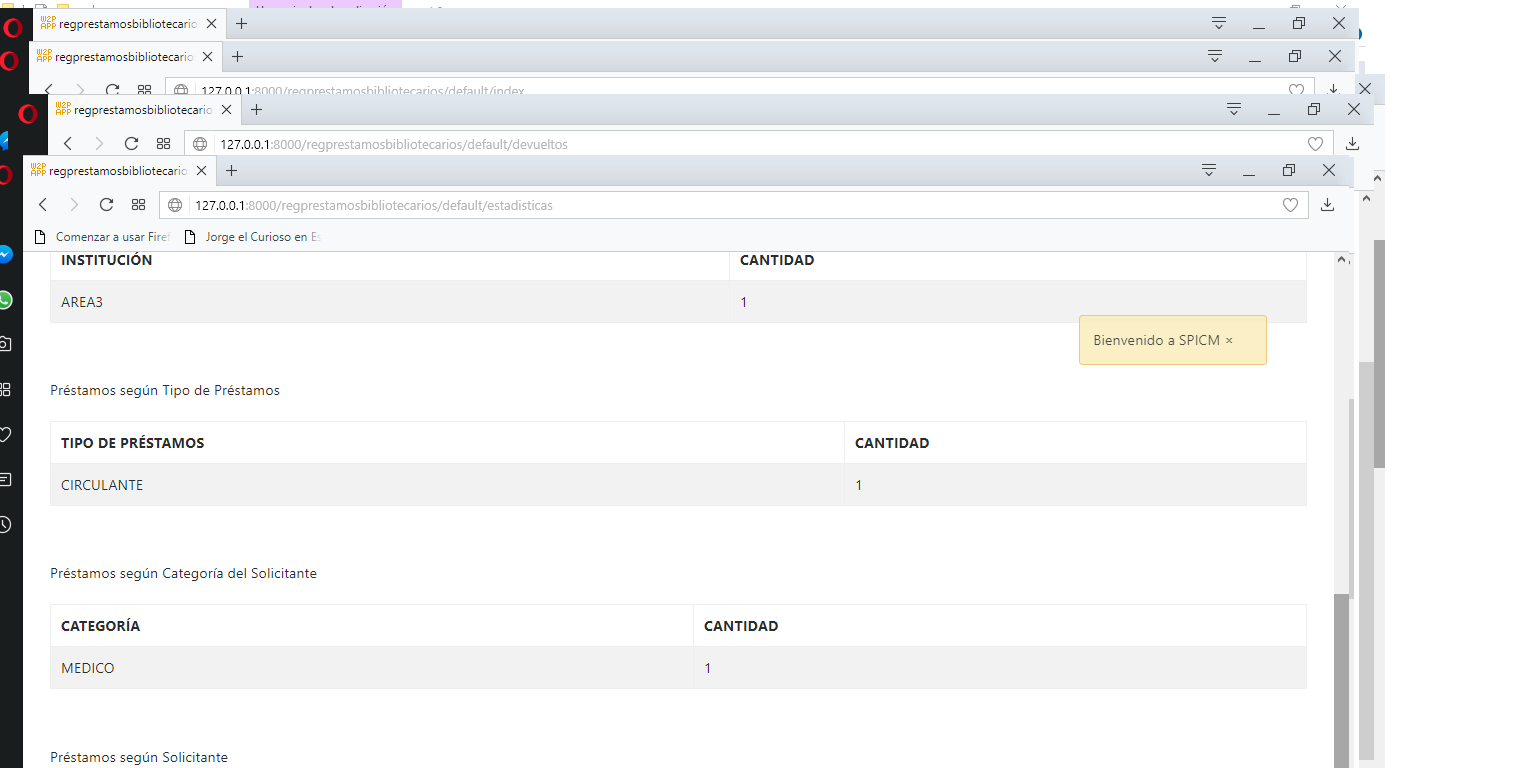 W2P APP regprestamosbibliotecario
W2P APP regprestamosbibliotecario
127.0.0.1:8000/regprestamosbibliotecarios/default/index
W2P APP regprestamosbibliotecario
127.0.0.1:8000/regprestamosbibliotecarios/default/devueltos
W2P APP regprestamosbibliotecario
127.0.0.1:8000/regprestamosbibliotecarios/default/estadisticas
Comenzar a usar Firef Jorge el Curioso en Es
INSTITUCIÓN CANTIDAD
AREA3 1
Bienvenido a SPICM ×
Préstamos según Tipo de Préstamos
TIPO DE PRÉSTAMOS CANTIDAD
CIRCULANTE 1
Préstamos según Categoría del Solicitante
CATEGORÍA CANTIDAD
MEDICO 1
Préstamos según Solicitante